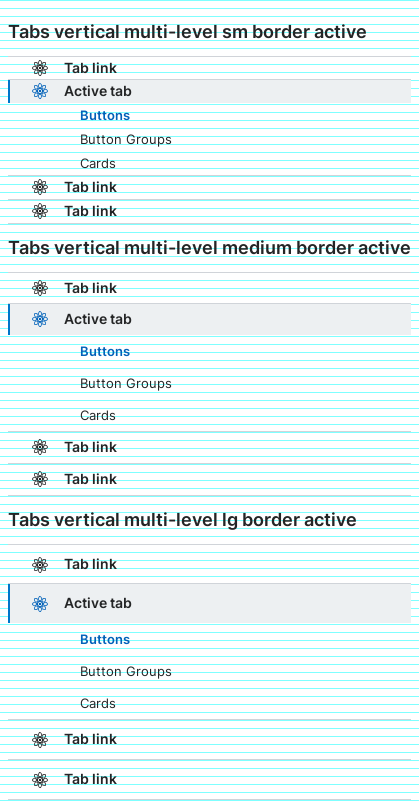 Tabs vertical multi-level sm border active
Tab link
Active tab
Buttons
Button Groups
Cards
Tab link
Tab link
Tabs vertical multi-level medium border active
Tab link
Active tab
Buttons
Button Groups
Cards
Tab link
Tab link
Tabs vertical multi-level lg border active
Tab link
Active tab
Buttons
Button Groups
Cards
Tab link
Tab link